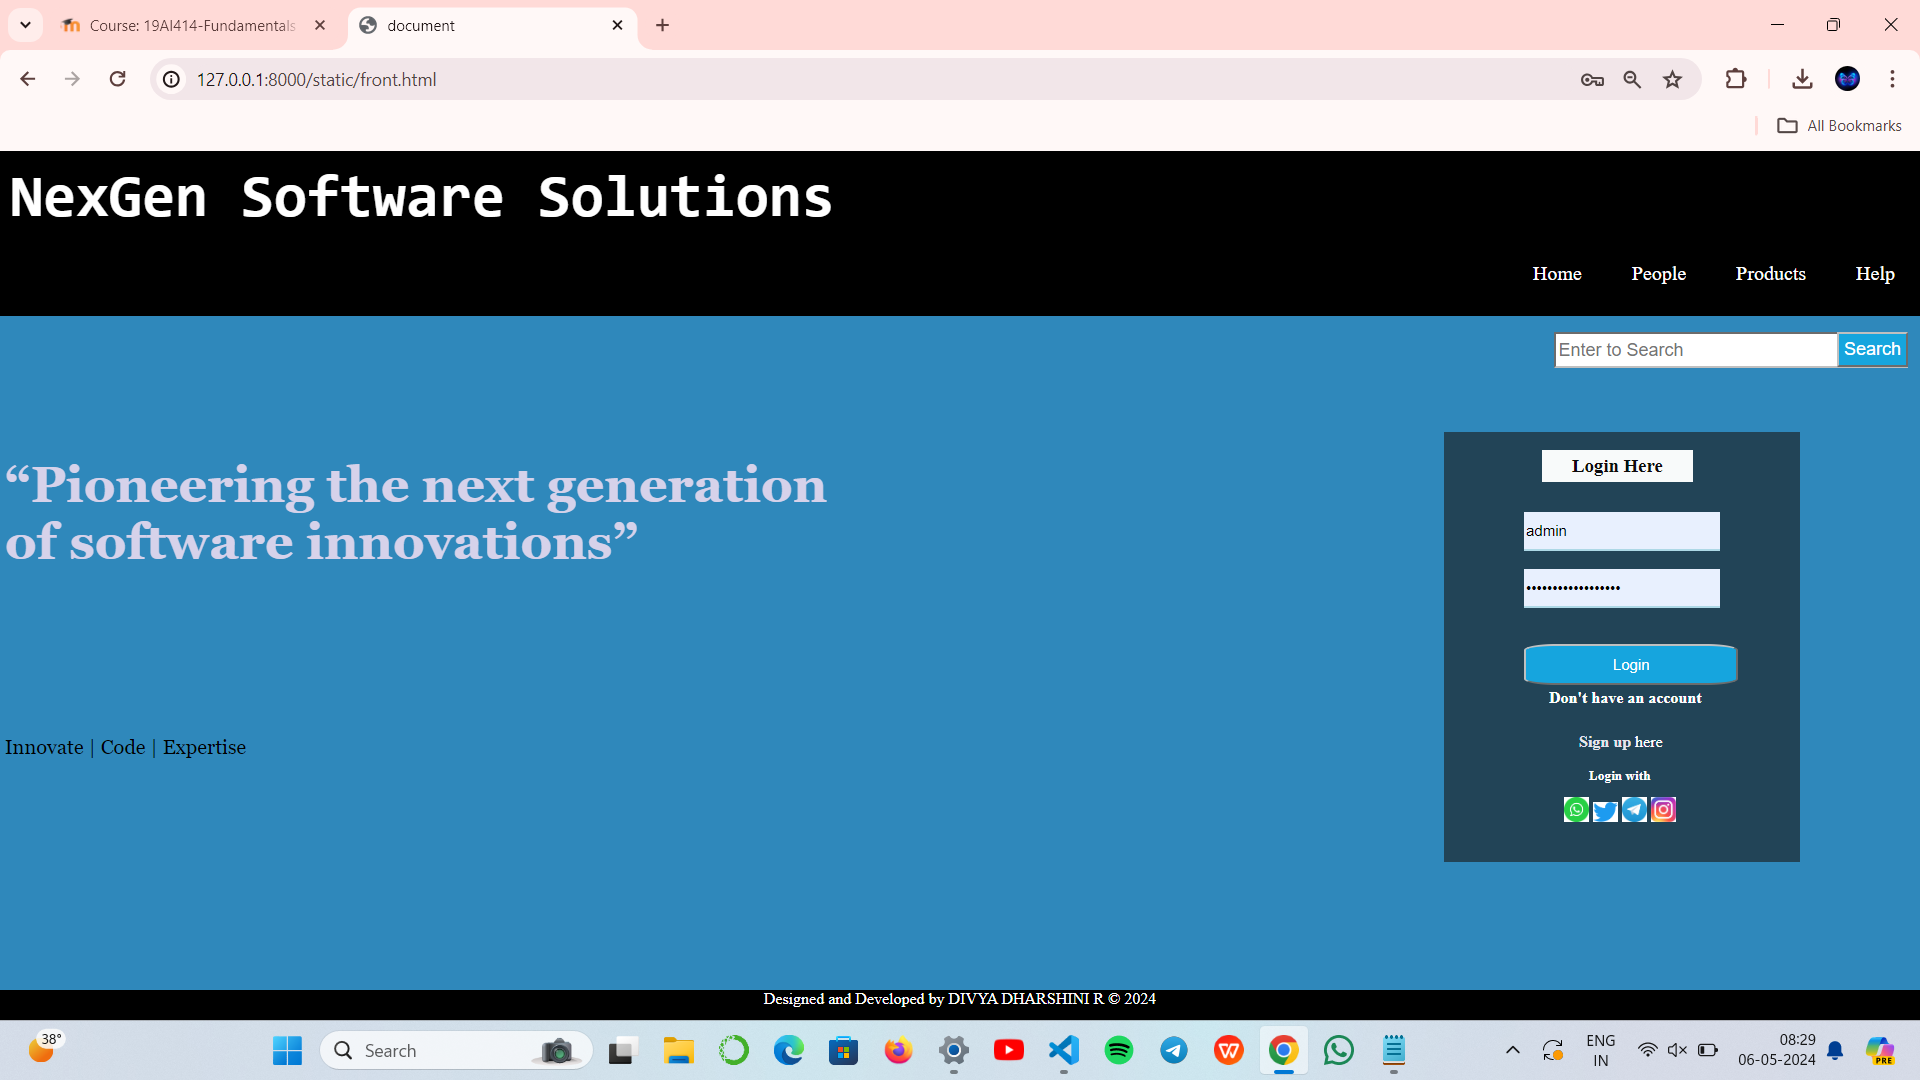 Course: 19AI414-Fundamentals
document
127.0.0.1:8000/static/front.html
All Bookmarks
NexGen Software Solutions
Home People Products Help
Enter to Search Search
“Pioneering the next generation
of software innovations”
Login Here
admin
••••••••••••••••••
Login
Don't have an account
Sign up here
Login with
Innovate | Code | Expertise
Designed and Developed by DIVYA DHARSHINI R © 2024
38°
Search
ENG
IN
08:29
06-05-2024
PRE